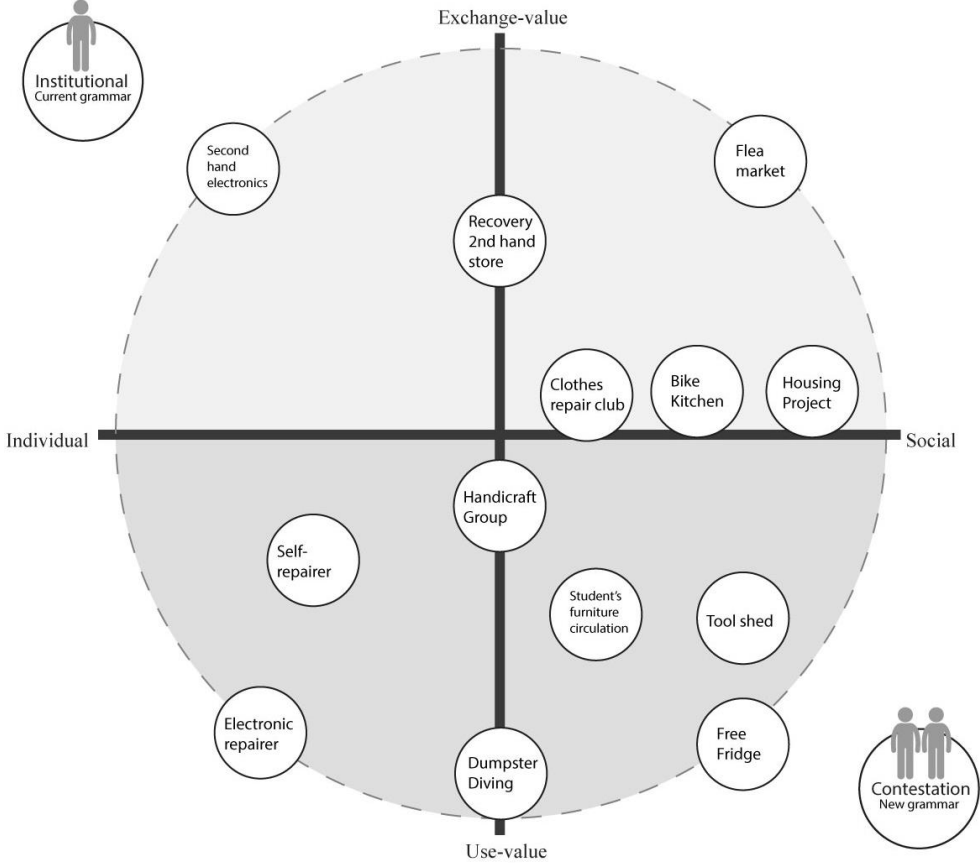 Exchange-value
Institutional
Current grammar
Second
hand
electronics
Flea
market
Recovery
2nd hand
store
Clothes
repair club
Bike
Kitchen
Housing
Project
Individual
Social
Handicraft
Group
Self-
repairer
Student's
furniture
circulation
Tool shed
Electronic
repairer
Free
Fridge
Dumpster
Diving
Contestation
New grammar
Use-value